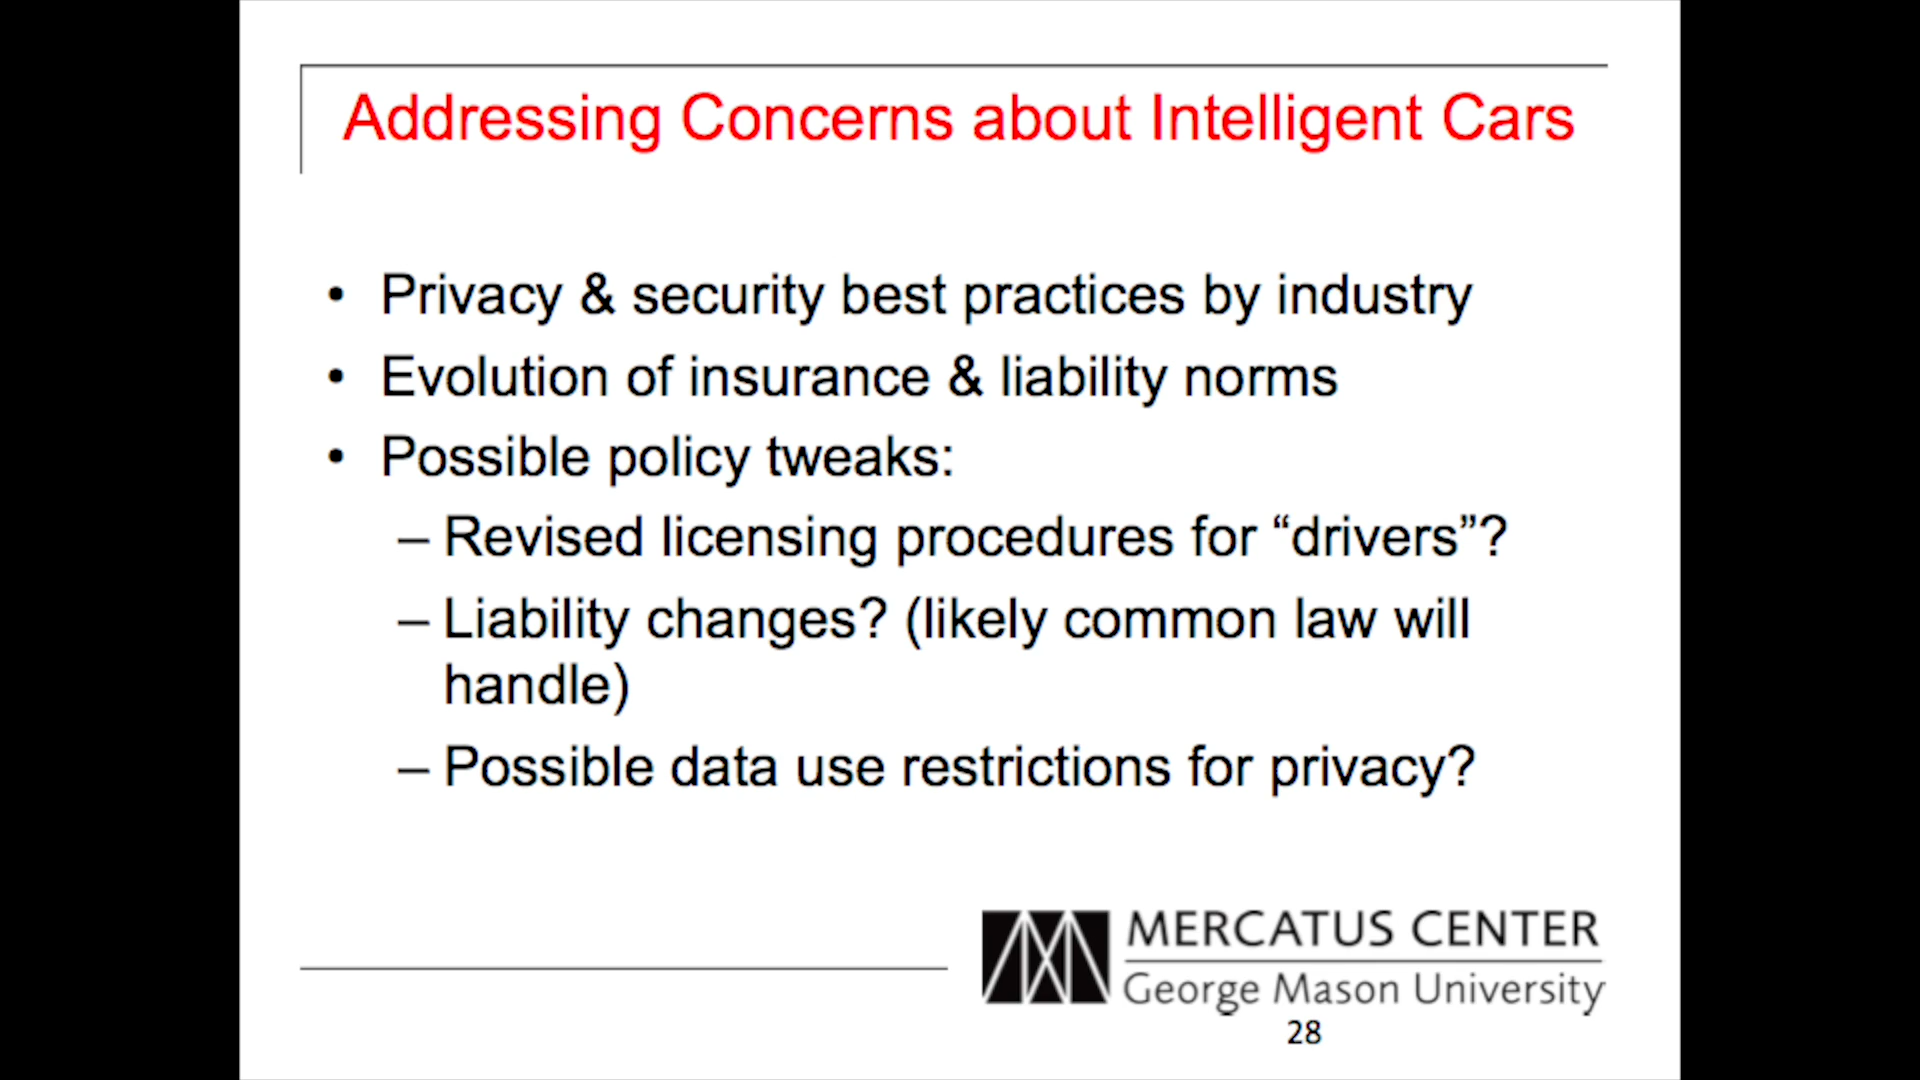 Addressing Concerns about Intelligent Cars
• Privacy & security best practices by industry
• Evolution of insurance & liability norms
• Possible policy tweaks:
– Revised licensing procedures for “drivers”?
– Liability changes? (likely common law will
handle)
– Possible data use restrictions for privacy?
MERCATUS CENTER
George Mason University
28